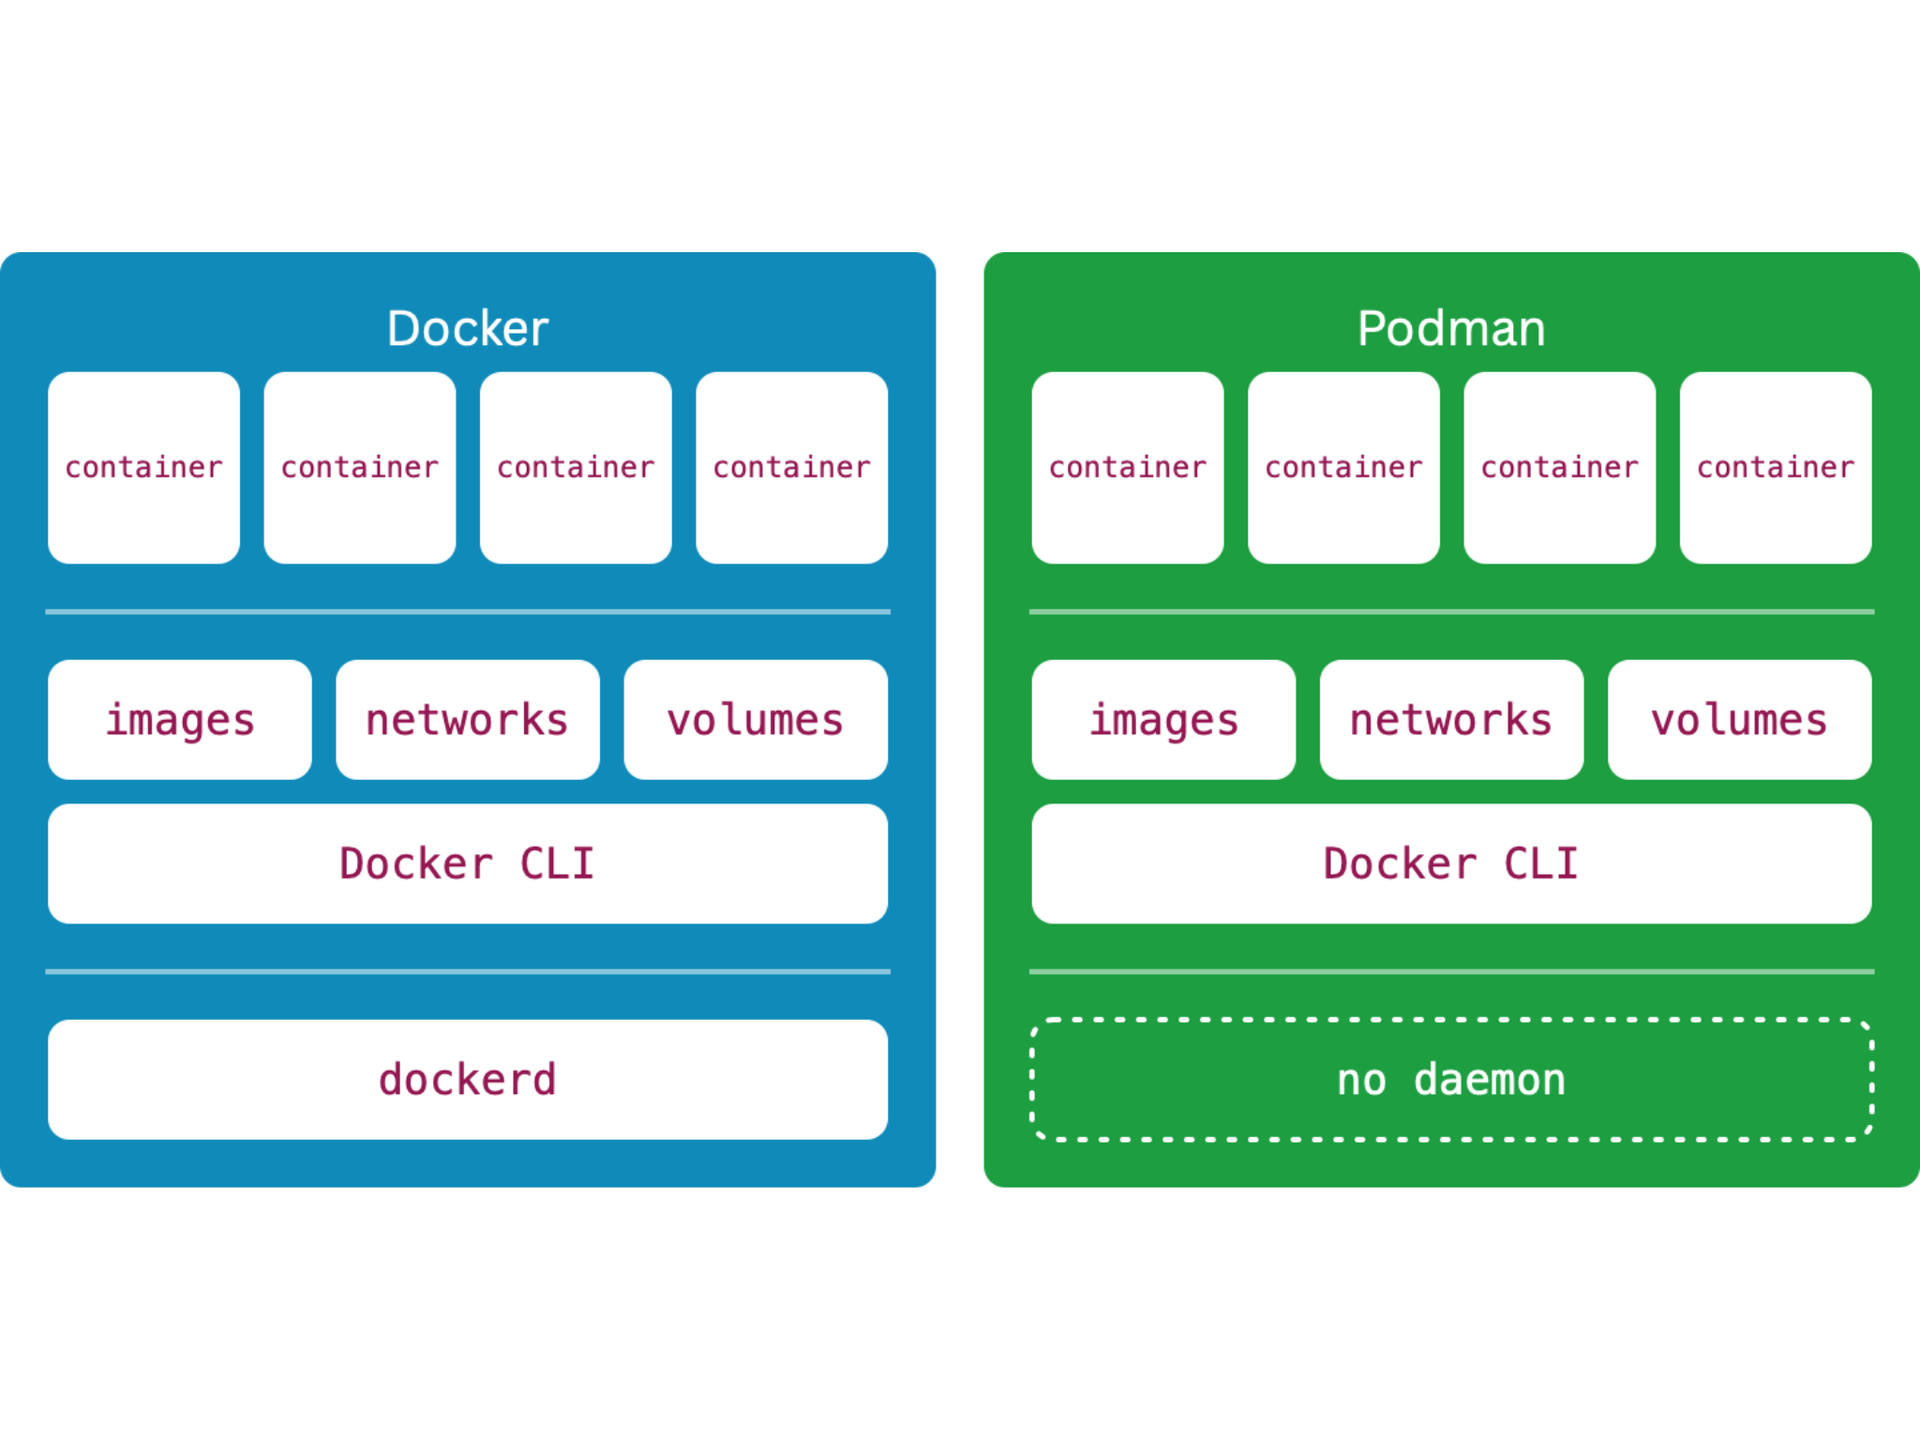 Docker
container container container container
images networks volumes
Docker CLI
dockerd
Podman
container container container container
images networks volumes
Docker CLI
no daemon